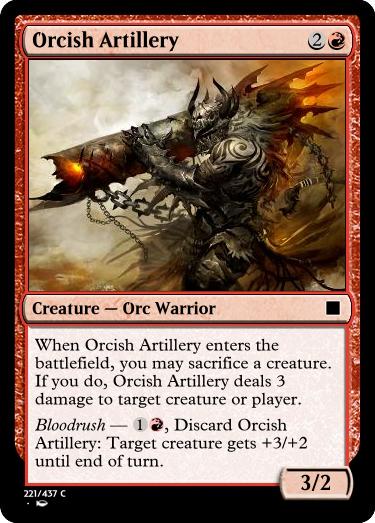 Orcish Artillery 2
Creature — Orc Warrior
When Orcish Artillery enters the
battlefield, you may sacrifice a creature.
If you do, Orcish Artillery deals 3
damage to target creature or player.
Bloodrush — 1, Discard Orcish
Artillery: Target creature gets +3/+2
until end of turn.
3/2
221/437 C